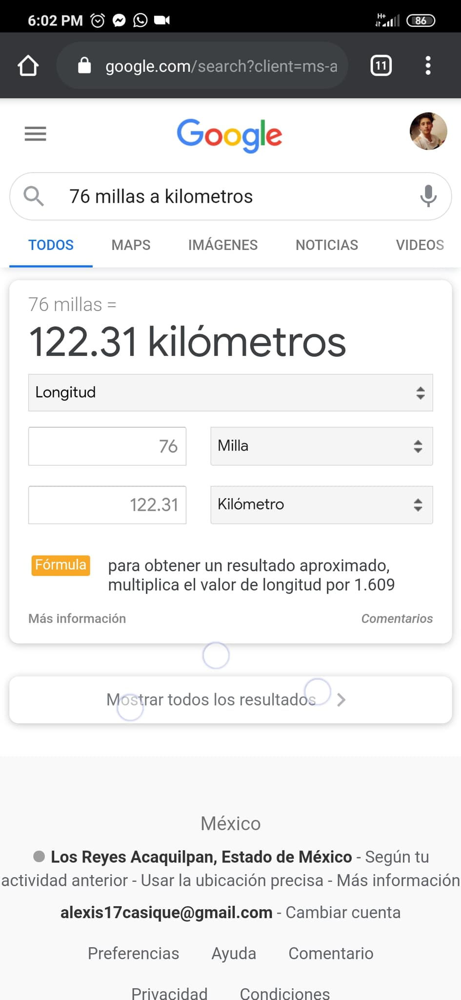 6:02 PM
H+
86
google.com/search?client=ms-a
11
Google
76 millas a kilometros
TODOS MAPS IMÁGENES NOTICIAS VIDEOS
76 millas =
122.31 kilómetros
Longitud
76 Milla
122.31 Kilómetro
Fórmula para obtener un resultado aproximado,
multiplica el valor de longitud por 1.609
Más información Comentarios
Mostrar todos los resultados
México
Los Reyes Acaquilpan, Estado de México - Según tu
actividad anterior - Usar la ubicación precisa - Más información
alexis17casique@gmail.com - Cambiar cuenta
Preferencias Ayuda Comentario
Privacidad Condiciones